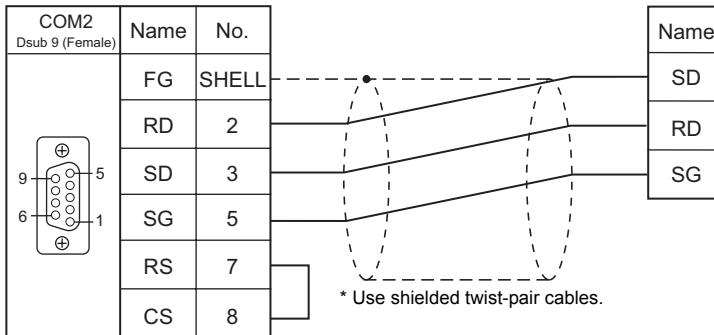 COM2
Dsub 9 (Female)
Name No.
Name
FG SHELL
SD
RD 2
RD
SD 3
SG
SG 5
RS 7
CS 8
9
5
6
1
* Use shielded twist-pair cables.